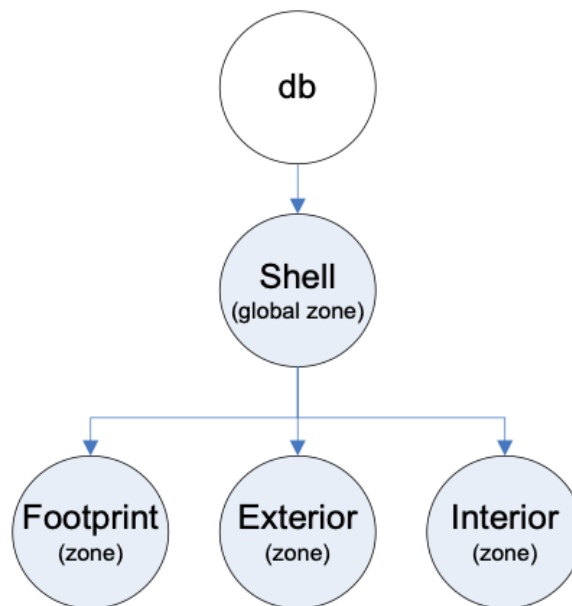 db
Shell
(global zone)
Footprint
(zone)
Exterior
(zone)
Interior
(zone)